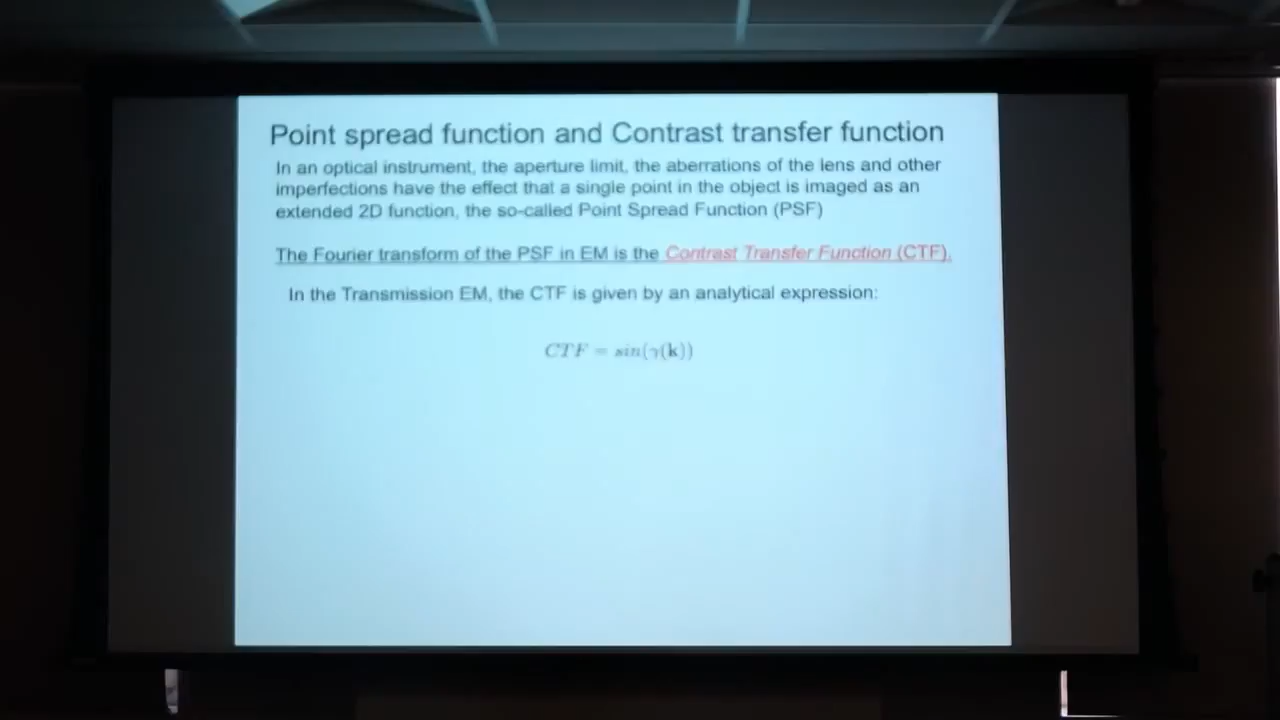 Point spread function and Contrast transfer function
In an optical instrument, the aperture limit, the aberrations of the lens and other
imperfections have the effect that a single point in the object is imaged as an
extended 2D function, the so-called Point Spread Function (PSF)
The Fourier transform of the PSF in EM is the Contrast Transfer Function (CTF).
In the Transmission EM, the CTF is given by an analytical expression:
CTF = sin(γ(k))